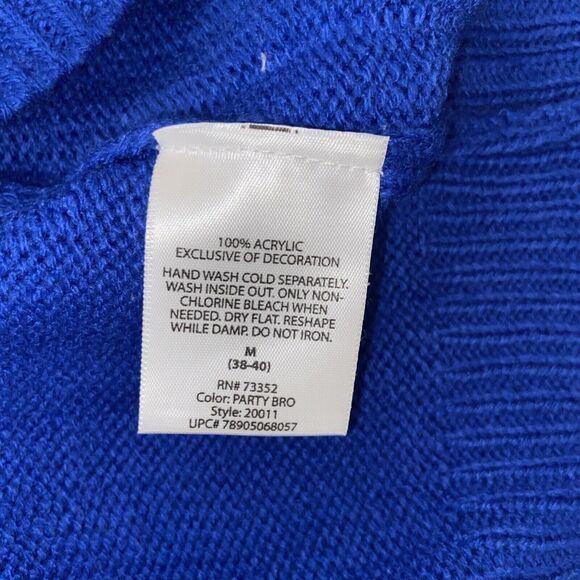 100% ACRYLIC
EXCLUSIVE OF DECORATION
HAND WASH COLD SEPARATELY.
WASH INSIDE OUT. ONLY NON-
CHLORINE BLEACH WHEN
NEEDED. DRY FLAT. RESHAPE
WHILE DAMP. DO NOT IRON.
M
(38-40)
RN# 73352
Color: PARTY BRO
Style: 20011
UPC# 78905068057